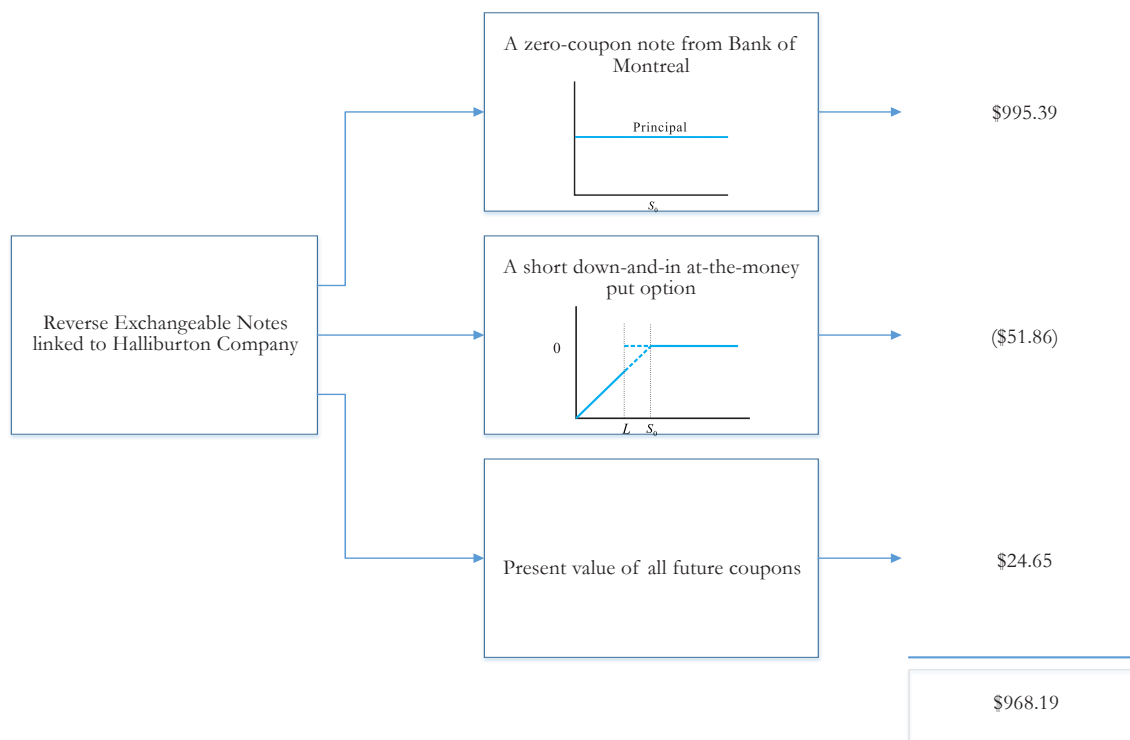 A zero-coupon note from Bank of
Montreal
Principal
S₀
$995.39
Reverse Exchangeable Notes
linked to Halliburton Company
A short down-and-in at-the-money
put option
0
L S₀
($51.86)
Present value of all future coupons
$24.65
$968.19